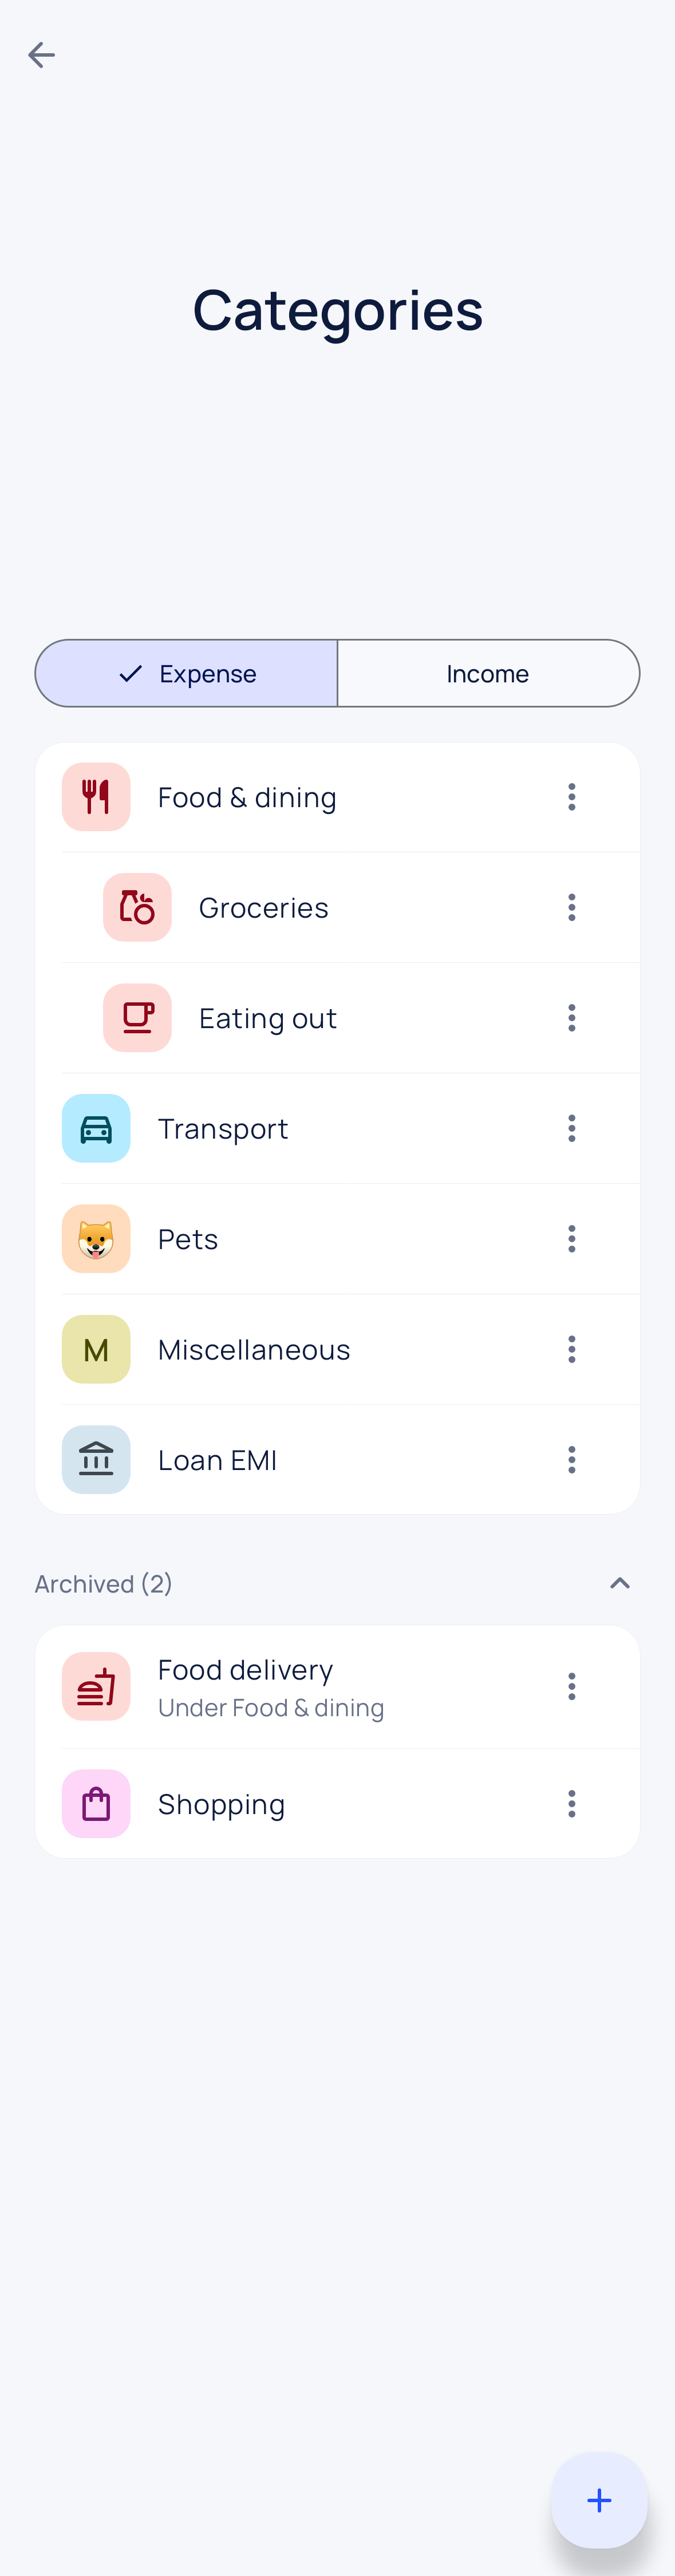 Categories
Expense
Income
Food & dining
Groceries
Eating out
Transport
Pets
M
Miscellaneous
Loan EMI
Archived (2)
Food delivery
Under Food & dining
Shopping